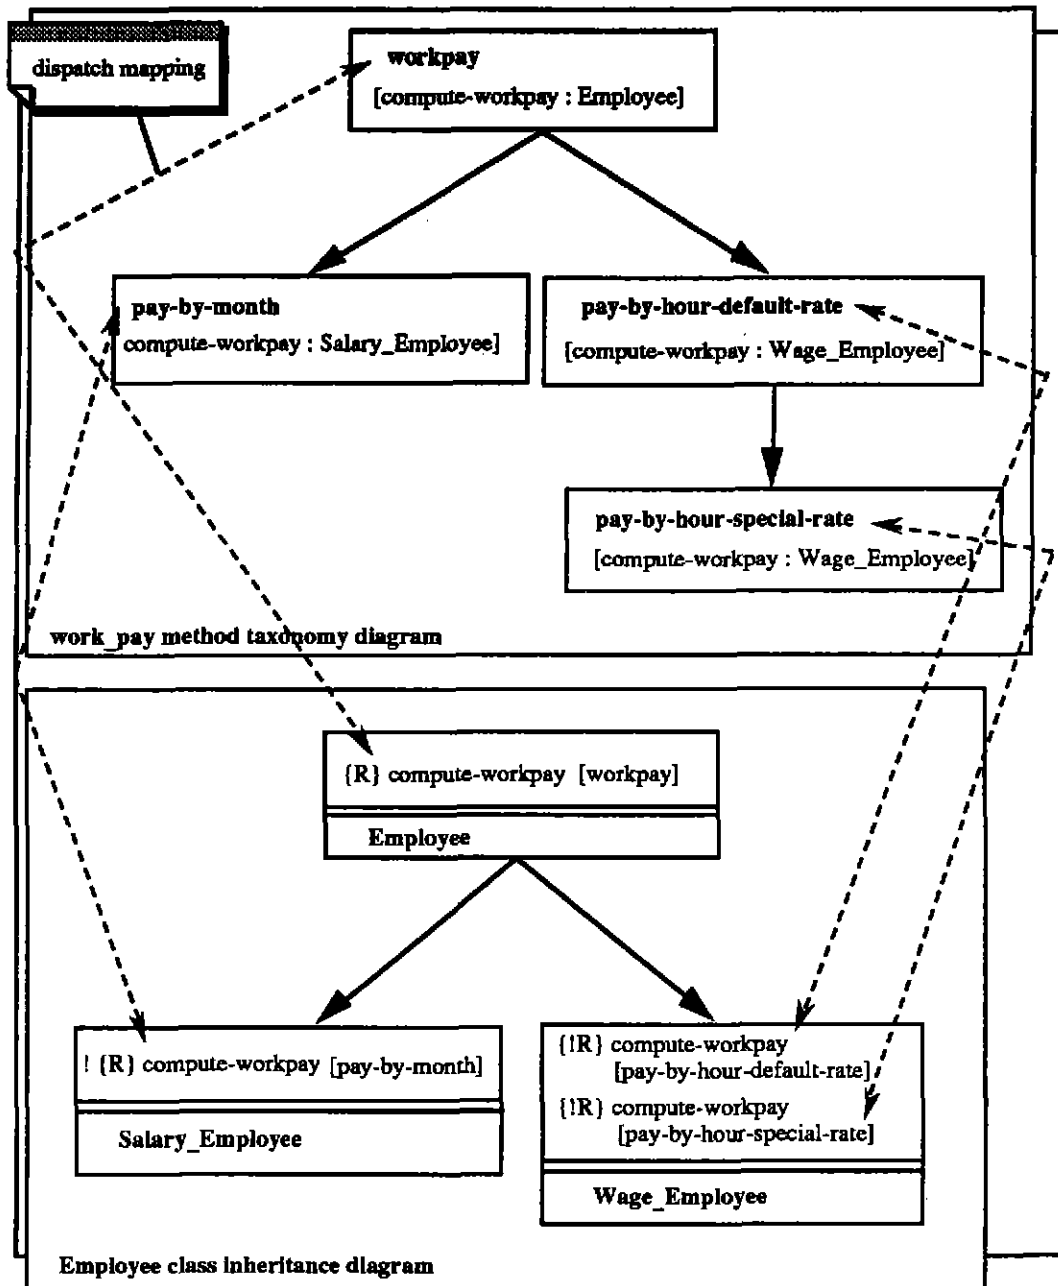 dispatch mapping
workpay
[compute-workpay : Employee]
pay-by-month
compute-workpay : Salary_Employee]
pay-by-hour-default-rate
[compute-workpay : Wage_Employee]
pay-by-hour-special-rate
[compute-workpay : Wage_Employee]
work_pay method taxonomy diagram
{R} compute-workpay [workpay]
Employee
! {R} compute-workpay [pay-by-month]
Salary_Employee
{!R} compute-workpay
[pay-by-hour-default-rate]
{!R} compute-workpay
[pay-by-hour-special-rate]
Wage_Employee
Employee class inheritance diagram